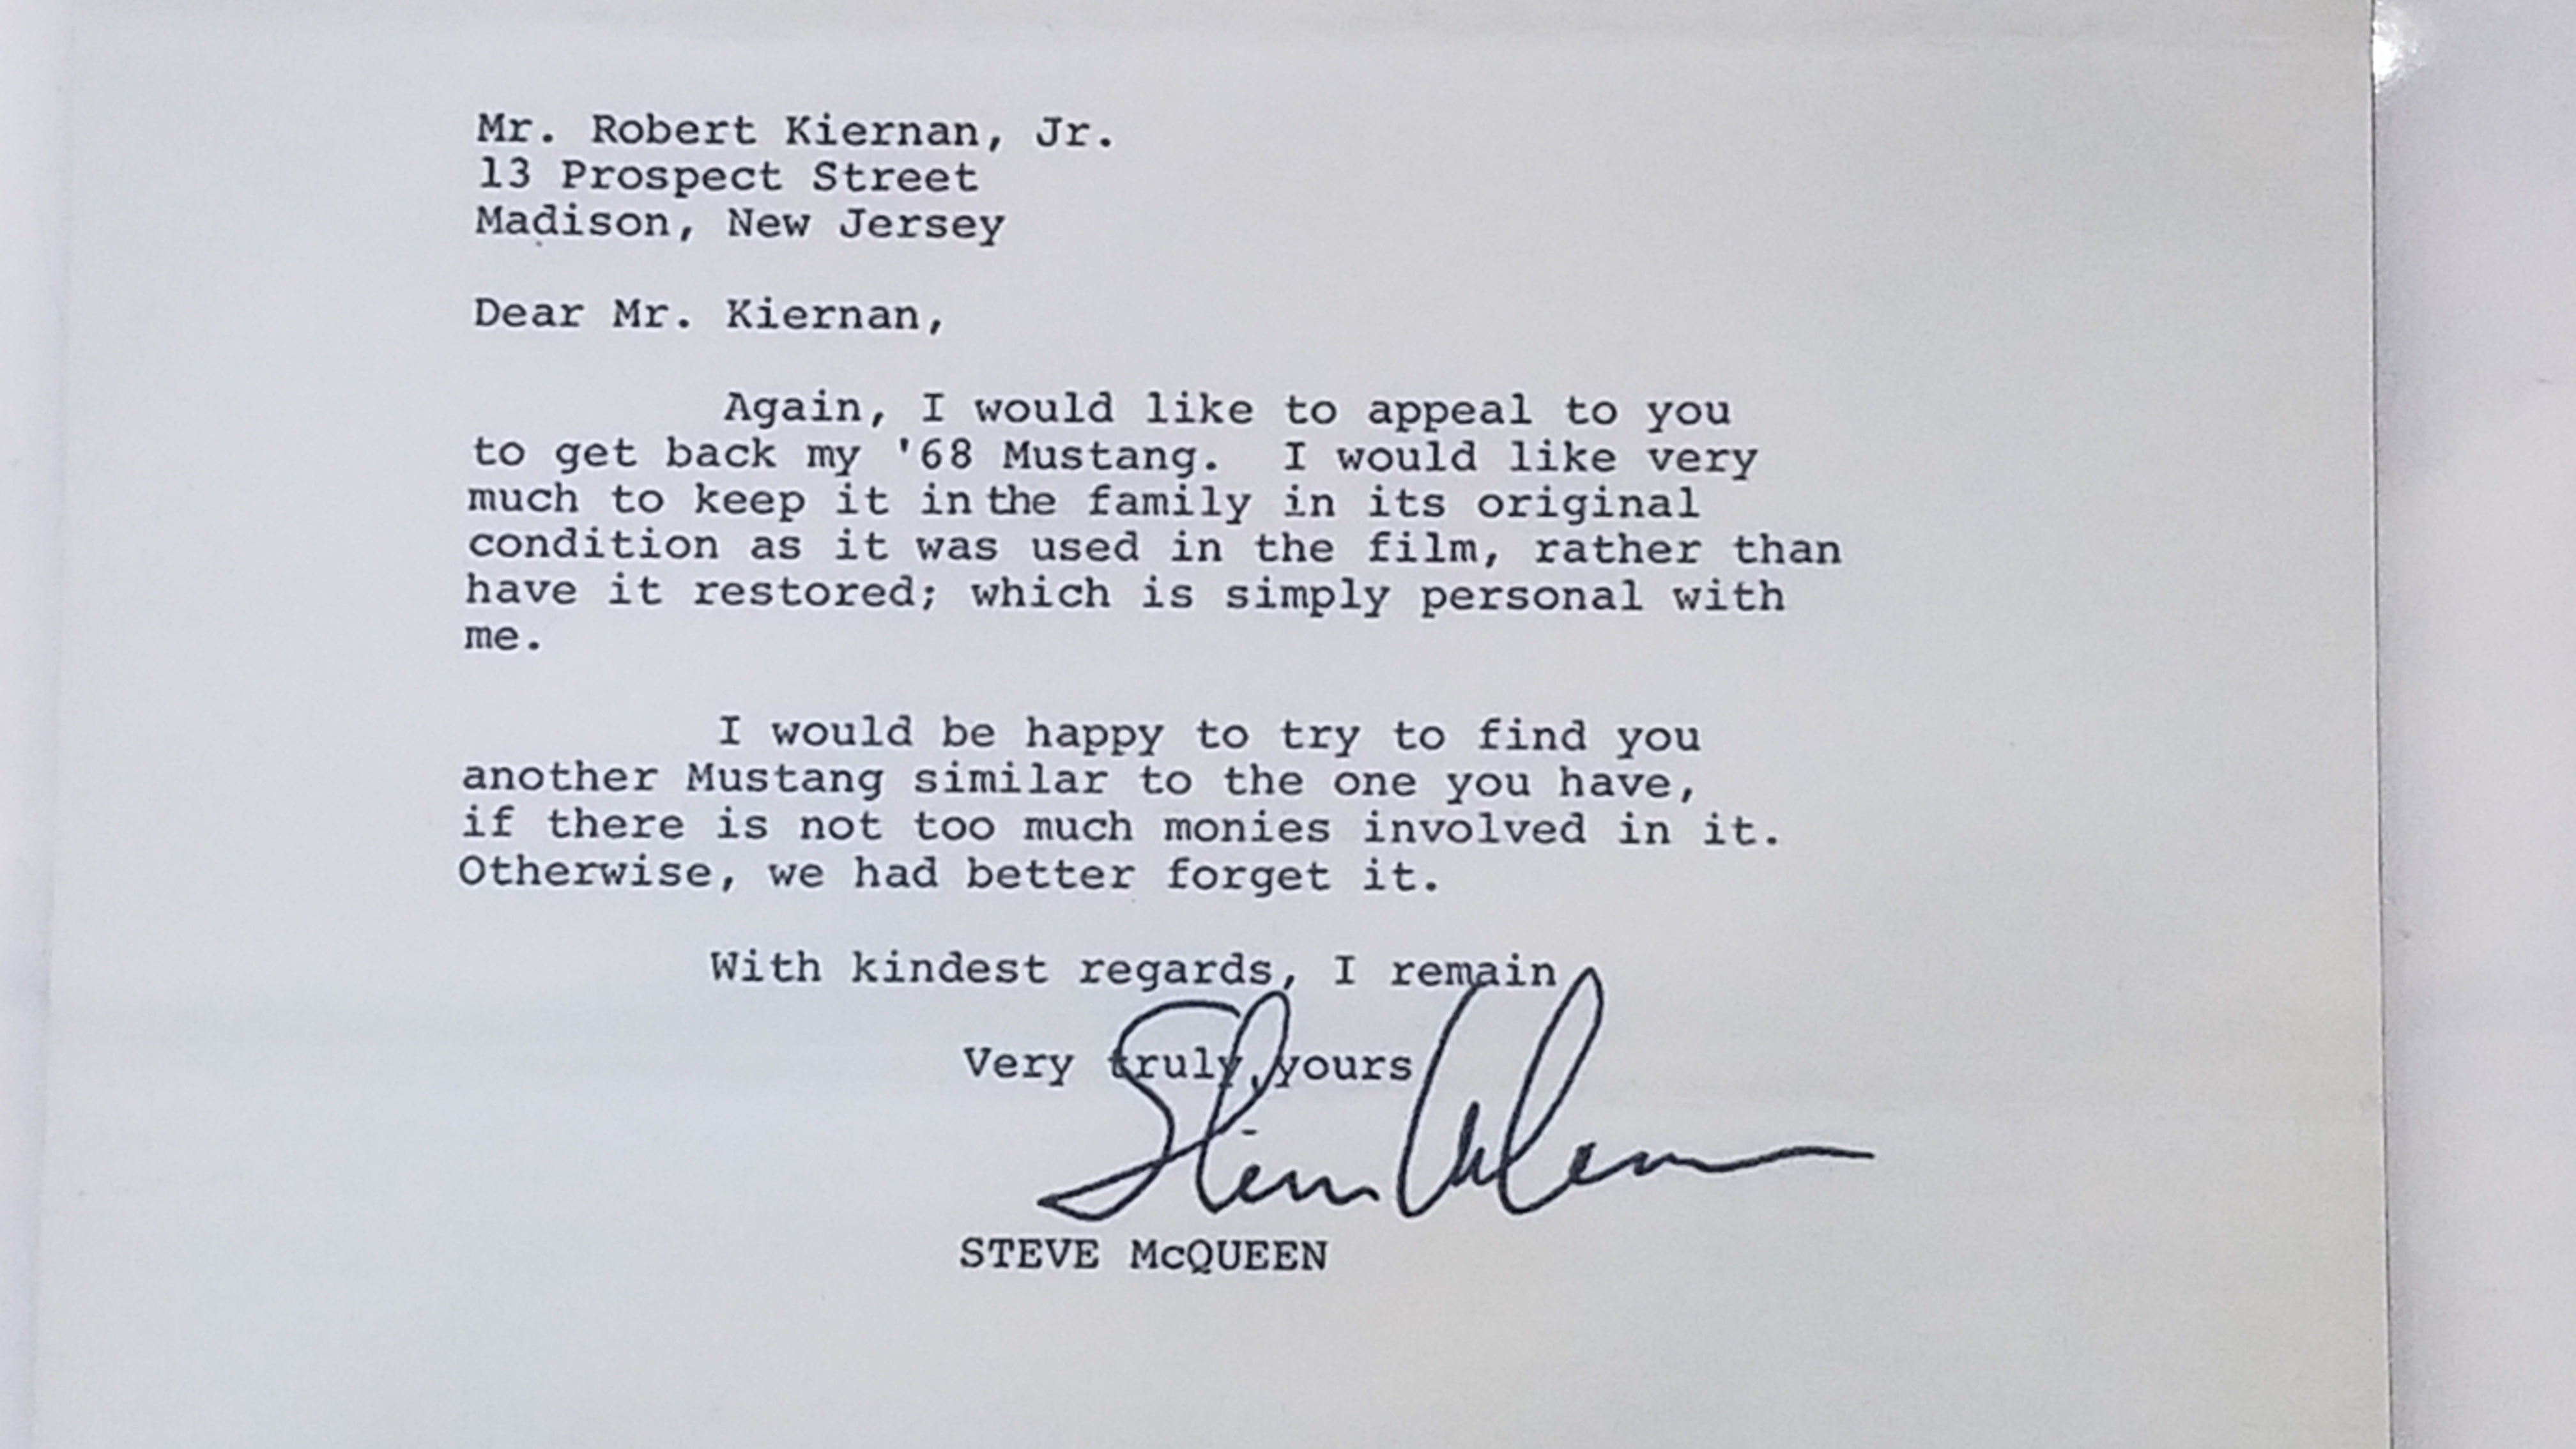 Mr. Robert Kiernan, Jr.
13 Prospect Street
Madison, New Jersey
Dear Mr. Kiernan,
Again, I would like to appeal to you
to get back my '68 Mustang. I would like very
much to keep it in the family in its original
condition as it was used in the film, rather than
have it restored; which is simply personal with
me.
I would be happy to try to find you
another Mustang similar to the one you have,
if there is not too much monies involved in it.
Otherwise, we had better forget it.
With kindest regards, I remain
Very truly yours
Steve McQueen
STEVE McQUEEN